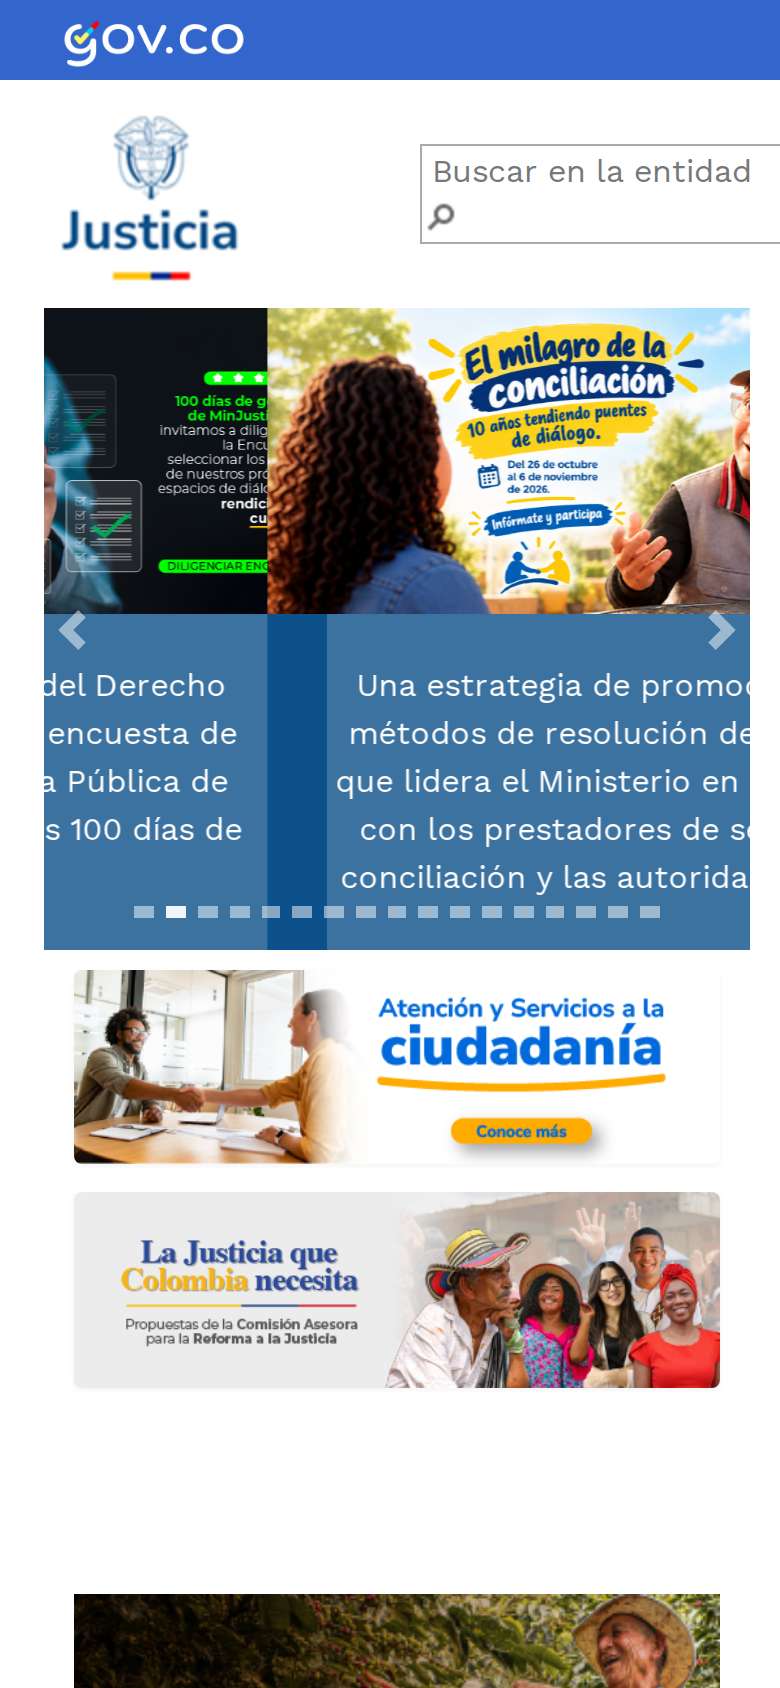 gov.co
Justicia
Buscar en la entidad
100 días de g
de MinJusti
invitamos a dilig
la Encu
seleccionar los
de nuestros pro
espacios de diálo
rendici
cu
DILIGENCIAR ENC
El milagro de la
conciliación
10 años tendiendo puentes
de diálogo.
Del 26 de octubre
al 6 de noviembre
de 2026.
Infórmate y participa
del Derecho
encuesta de
a Pública de
s 100 días de
Una estrategia de promoc
métodos de resolución de
que lidera el Ministerio en
con los prestadores de se
conciliación y las autorida
Atención y Servicios a la
ciudadanía
Conoce más
La Justicia que
Colombia necesita
Propuestas de la Comisión Asesora
para la Reforma a la Justicia